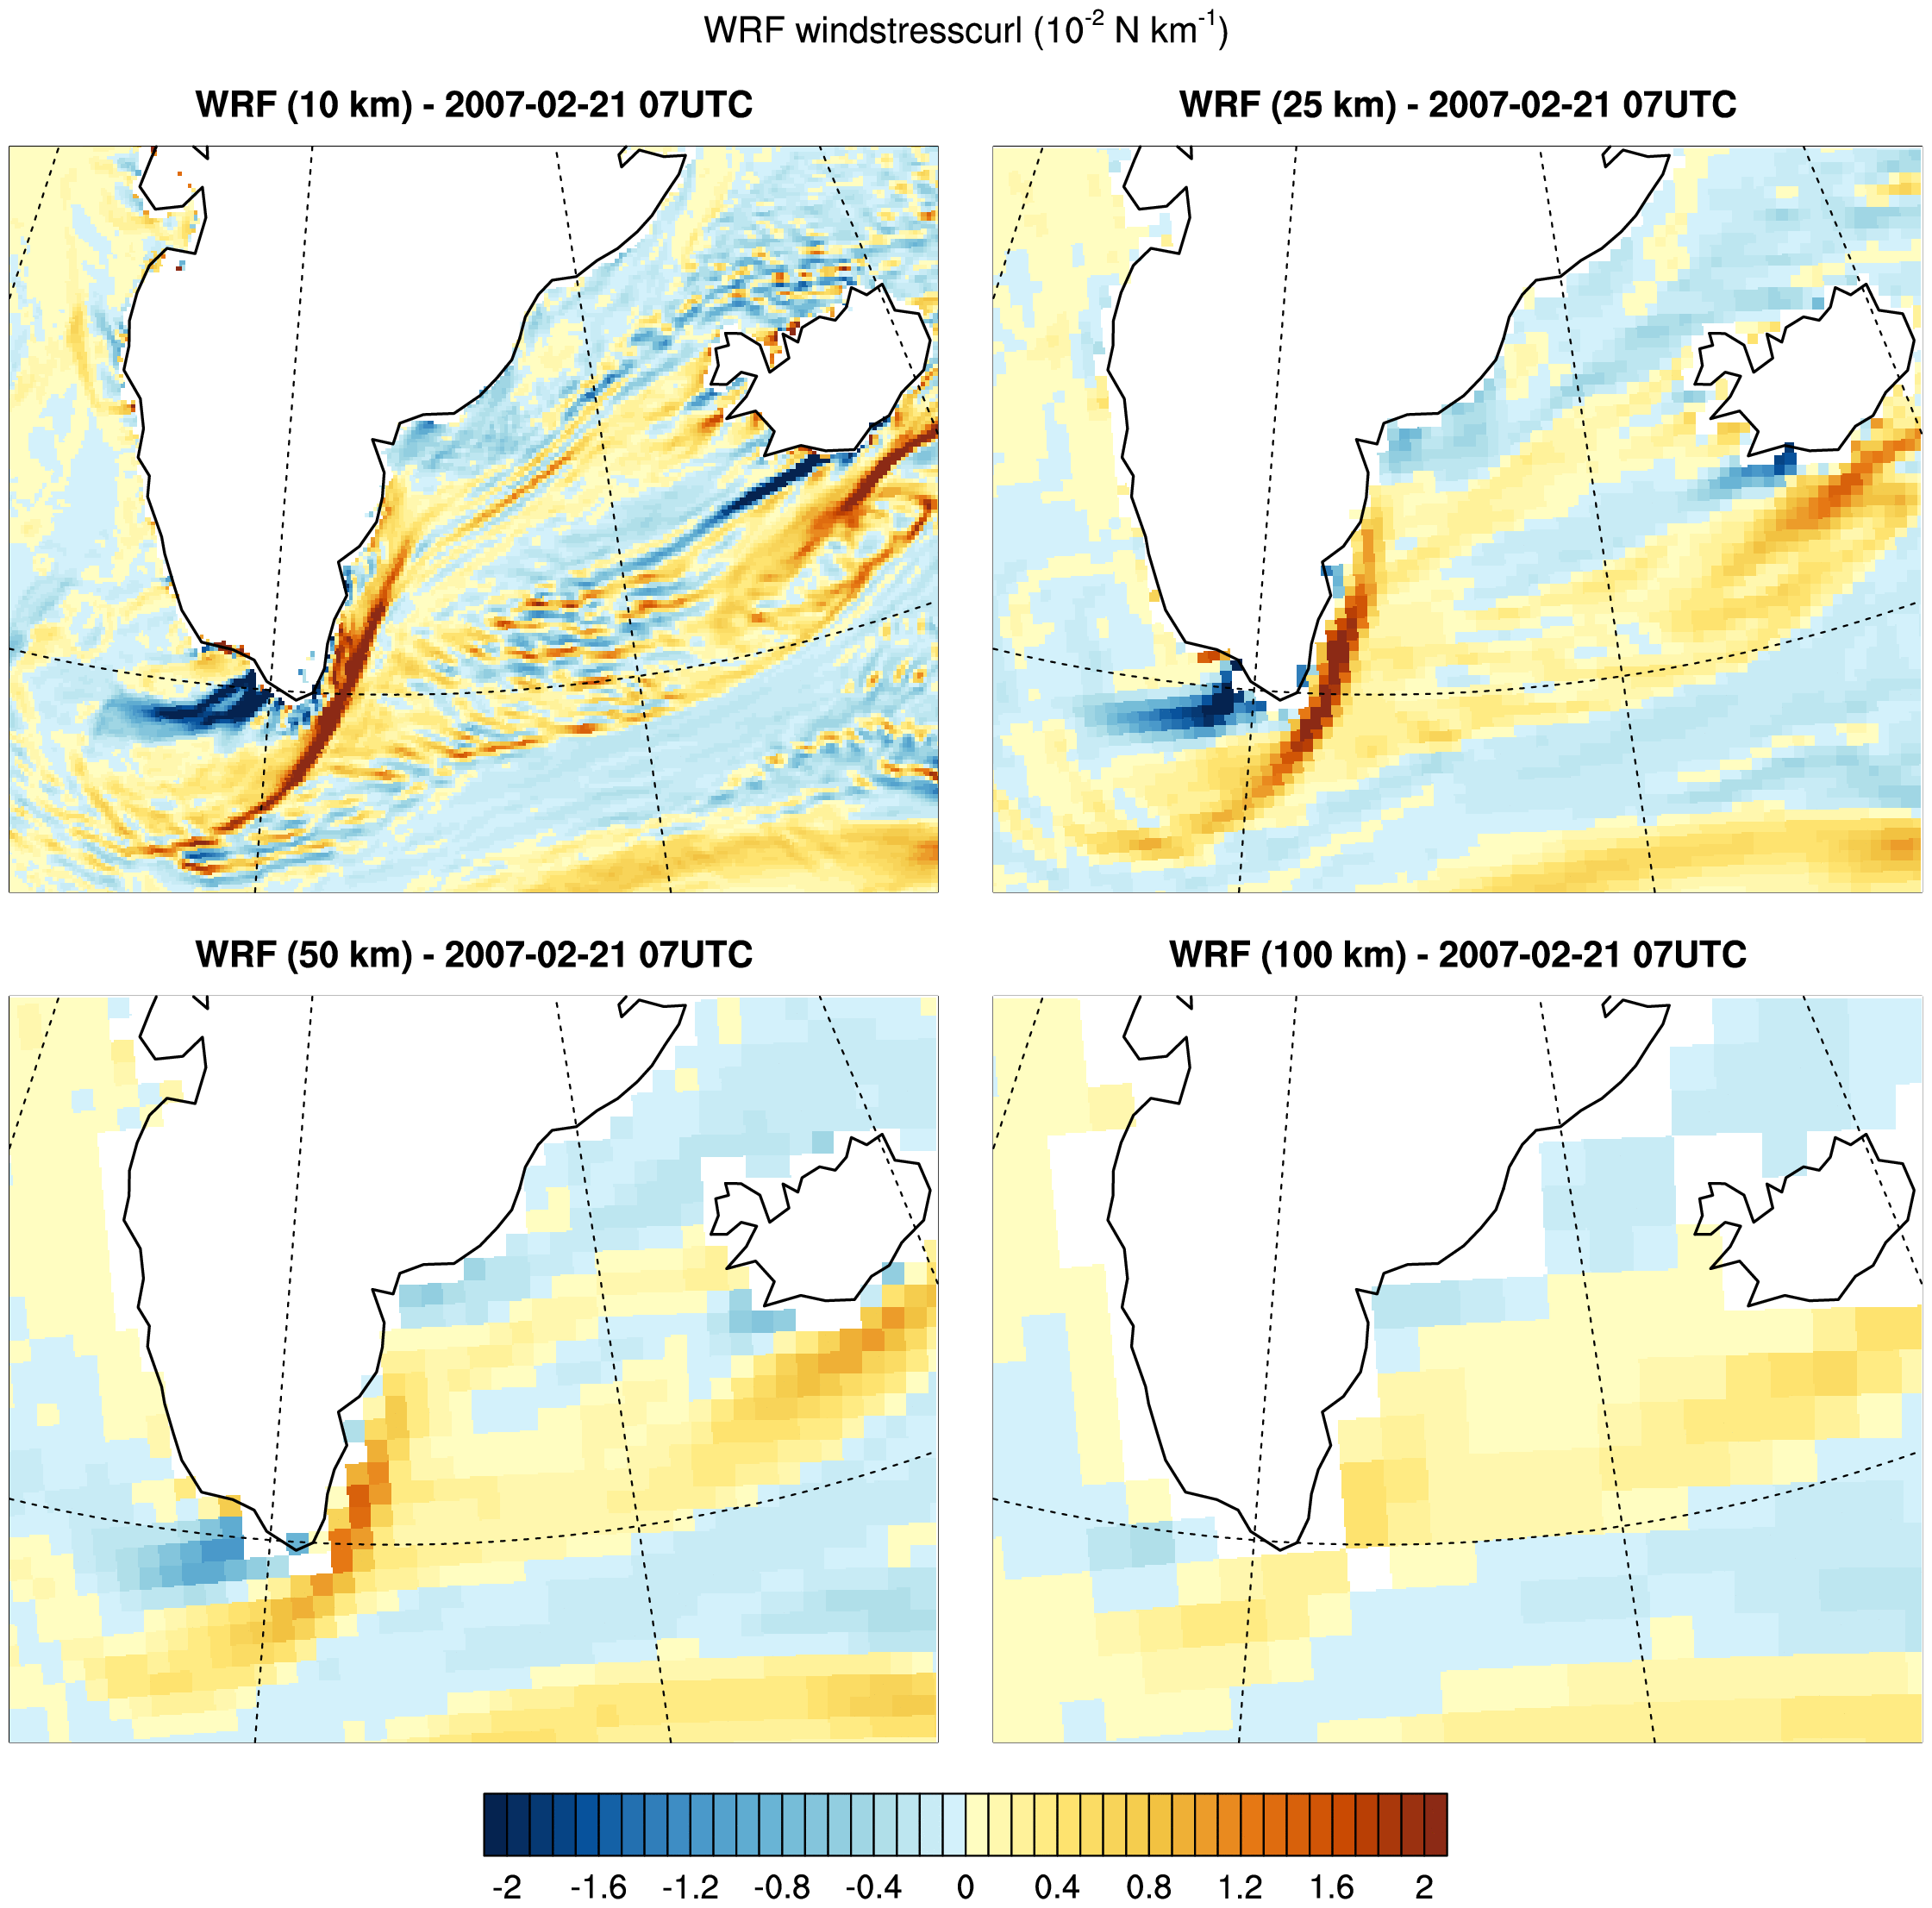 WRF windstresscurl (10⁻² N km⁻¹)
WRF (10 km) - 2007-02-21 07UTC
WRF (25 km) - 2007-02-21 07UTC
WRF (50 km) - 2007-02-21 07UTC
WRF (100 km) - 2007-02-21 07UTC
-2 -1.6 -1.2 -0.8 -0.4 0 0.4 0.8 1.2 1.6 2